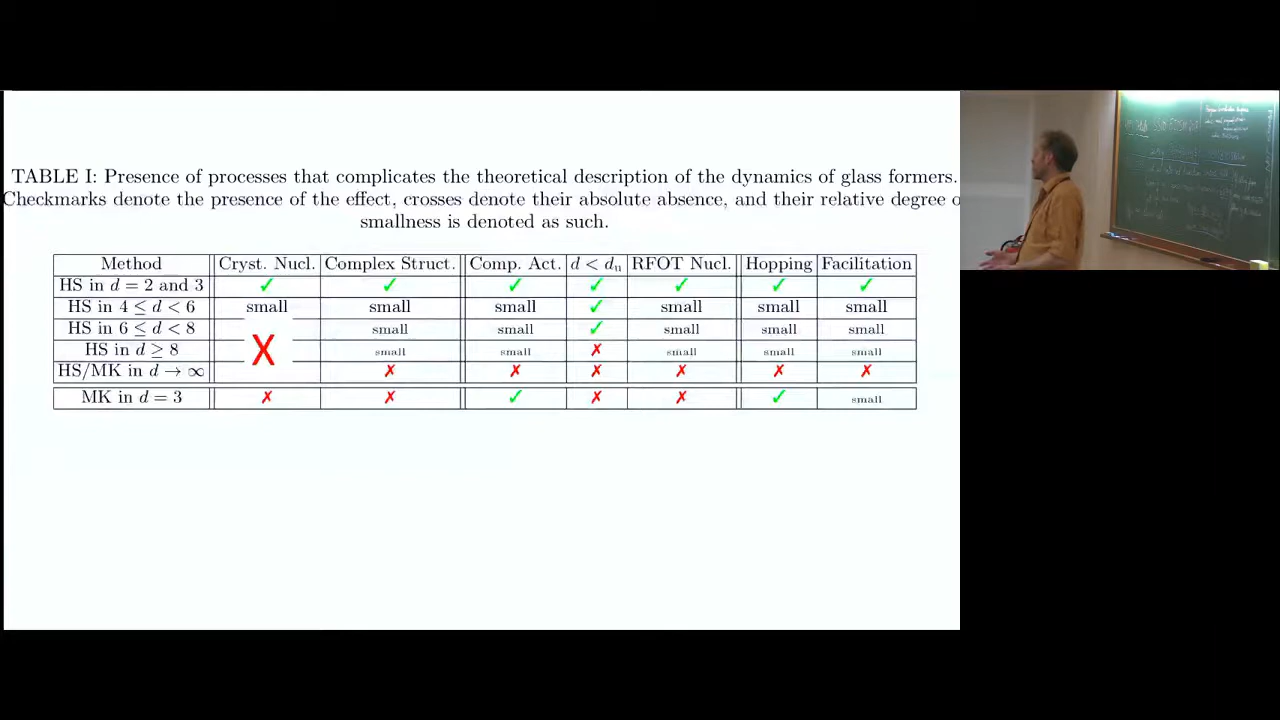 TABLE I: Presence of processes that complicates the theoretical description of the dynamics of glass formers.
Checkmarks denote the presence of the effect, crosses denote their absolute absence, and their relative degree o
smallness is denoted as such.
Method Cryst. Nucl. Complex Struct. Comp. Act. d < d_u RFOT Nucl. Hopping Facilitation
HS in d = 2 and 3 ✓ ✓ ✓ ✓ ✓ ✓ ✓
HS in 4 ≤ d < 6 small small small ✓ small small small
HS in 6 ≤ d < 8 small small ✓ small small small
HS in d ≥ 8 ✗ small small ✗ small small small
HS/MK in d → ∞ ✗ ✗ ✗ ✗ ✗ ✗
MK in d = 3 ✗ ✗ ✓ ✗ ✗ ✓ small